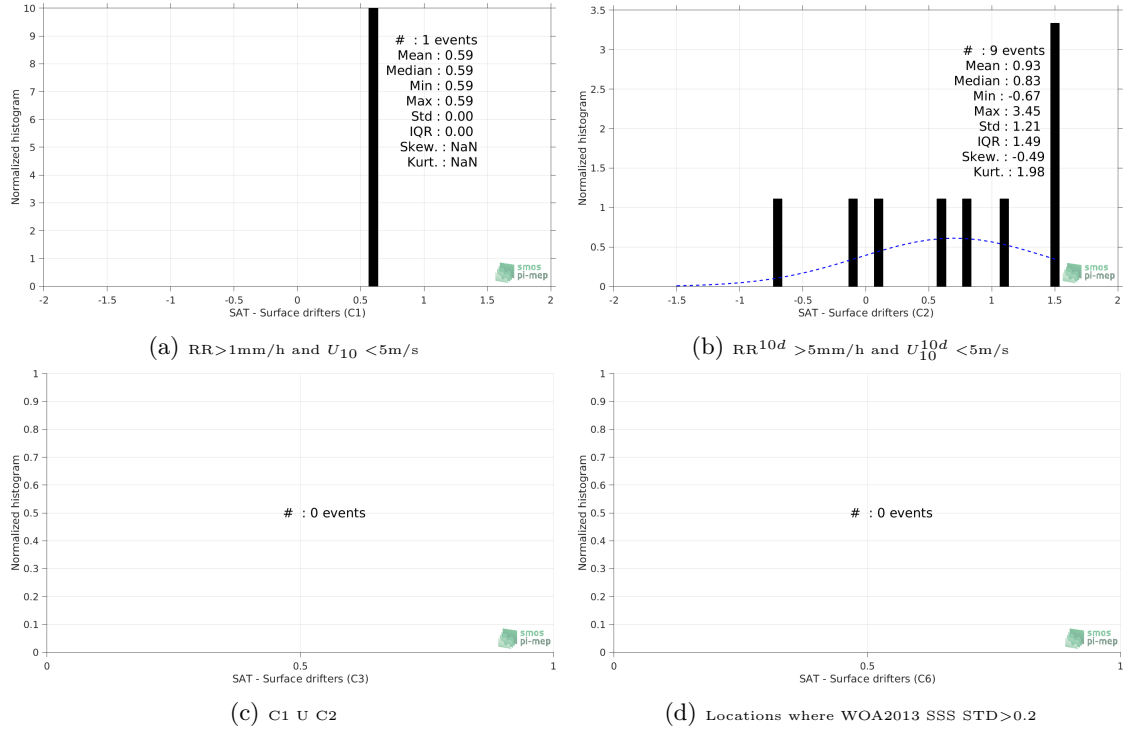 10
9
8
7
6
5
4
3
2
1
0
-2
-1.5
-1
-0.5
0
0.5
1
1.5
2
Normalized histogram
SAT - Surface drifters (C1)
# : 1 events
Mean : 0.59
Median : 0.59
Min : 0.59
Max : 0.59
Std : 0.00
IQR : 0.00
Skew. : NaN
Kurt. : NaN
smos
pi-mep
(a) RR>1mm/h and U10 <5m/s
3.5
3
2.5
2
1.5
1
0.5
0
-2
-1.5
-1
-0.5
0
0.5
1
1.5
2
Normalized histogram
SAT - Surface drifters (C2)
# : 9 events
Mean : 0.93
Median : 0.83
Min : -0.67
Max : 3.45
Std : 1.21
IQR : 1.49
Skew. : -0.49
Kurt. : 1.98
smos
pi-mep
(b) RR10d >5mm/h and U10d10 <5m/s
1
0.9
0.8
0.7
0.6
0.5
0.4
0.3
0.2
0.1
0
0
0.5
1
Normalized histogram
SAT - Surface drifters (C3)
# : 0 events
smos
pi-mep
(c) C1 U C2
1
0.9
0.8
0.7
0.6
0.5
0.4
0.3
0.2
0.1
0
0
0.5
1
Normalized histogram
SAT - Surface drifters (C6)
# : 0 events
smos
pi-mep
(d) Locations where WOA2013 SSS STD>0.2